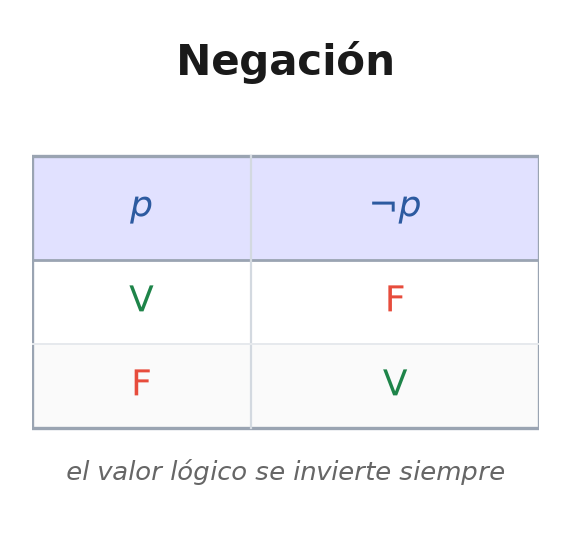 Negación
p ¬p
V F
F V
el valor lógico se invierte siempre